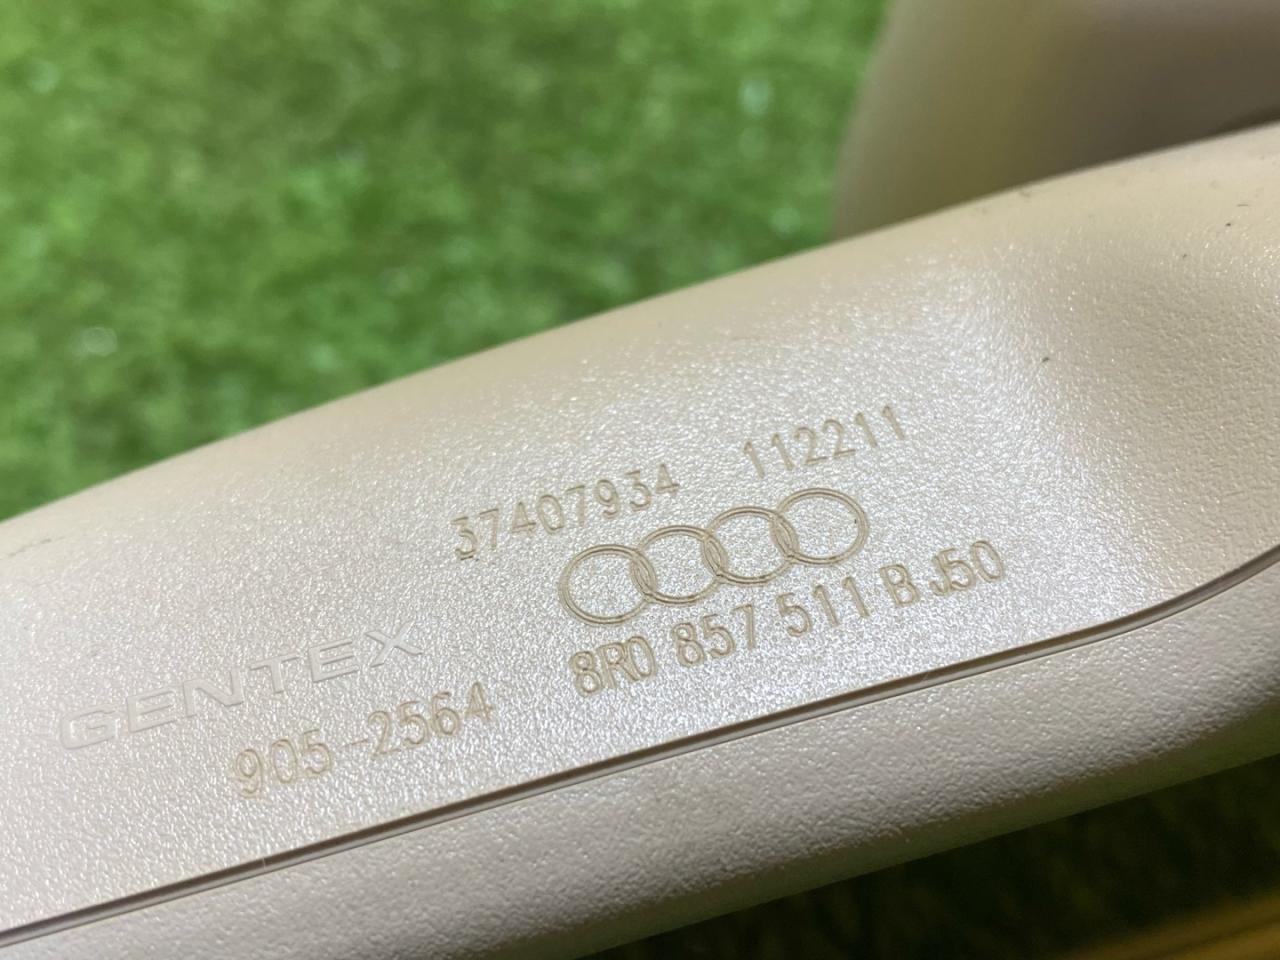 37407934 112211
8R0 857 511 B J50
GENTEX
905-2564